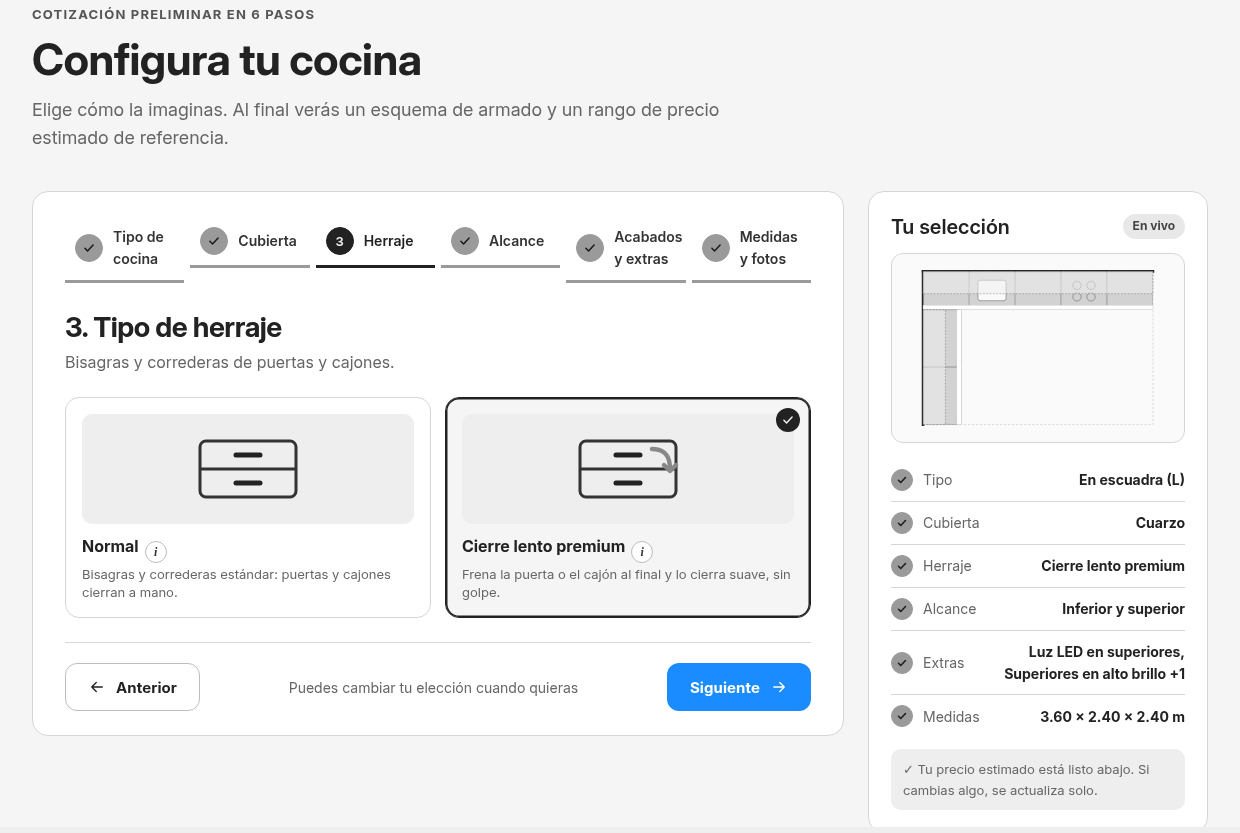 COTIZACIÓN PRELIMINAR EN 6 PASOS
Configura tu cocina
Elige cómo la imaginas. Al final verás un esquema de armado y un rango de precio
estimado de referencia.
Tipo de
cocina
Cubierta
3 Herraje
Alcance
Acabados
y extras
Medidas
y fotos
3. Tipo de herraje
Bisagras y correderas de puertas y cajones.
Normal i
Bisagras y correderas estándar: puertas y cajones
cierran a mano.
Cierre lento premium i
Frena la puerta o el cajón al final y lo cierra suave, sin
golpe.
← Anterior
Puedes cambiar tu elección cuando quieras
Siguiente →
Tu selección
En vivo
Tipo En escuadra (L)
Cubierta Cuarzo
Herraje Cierre lento premium
Alcance Inferior y superior
Extras Luz LED en superiores,
Superiores en alto brillo +1
Medidas 3.60 × 2.40 × 2.40 m
✓ Tu precio estimado está listo abajo. Si
cambias algo, se actualiza solo.